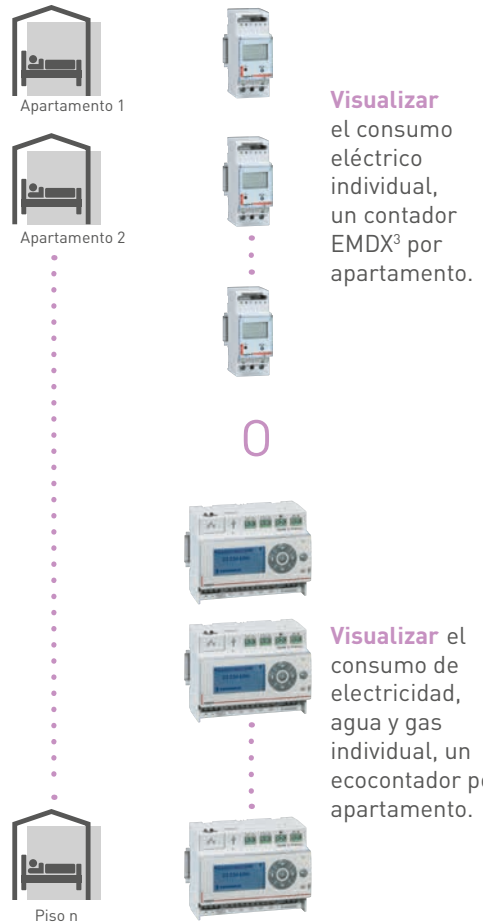 Apartamento 1
Visualizar
el consumo
eléctrico
individual,
un contador
EMDX³ por
apartamento.
Apartamento 2
O
Visualizar el
consumo de
electricidad,
agua y gas
individual, un
ecocontador po
apartamento.
Piso n